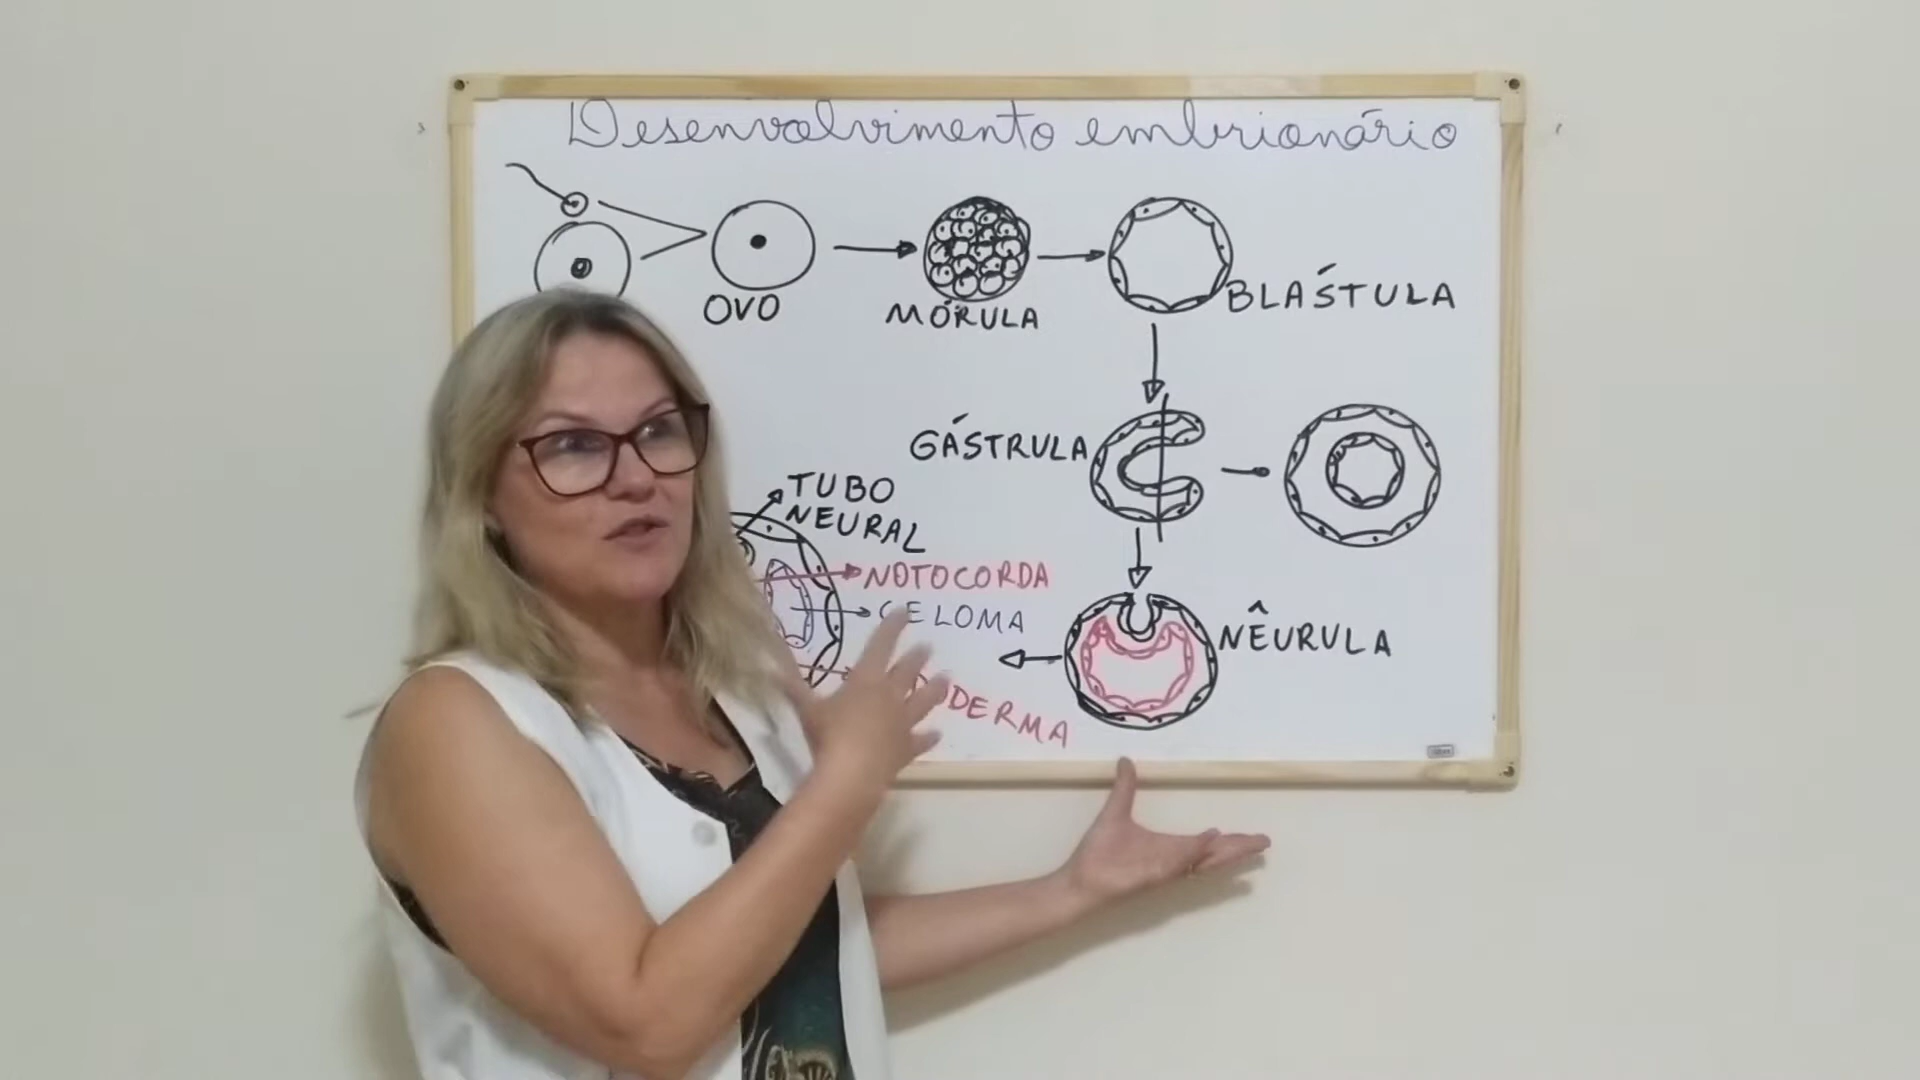 Desenvolvimento embrionário
OVO
MÓRULA
BLÁSTULA
GÁSTRULA
TUBO
NEURAL
NOTOCORDA
CELOMA
NÊURULA